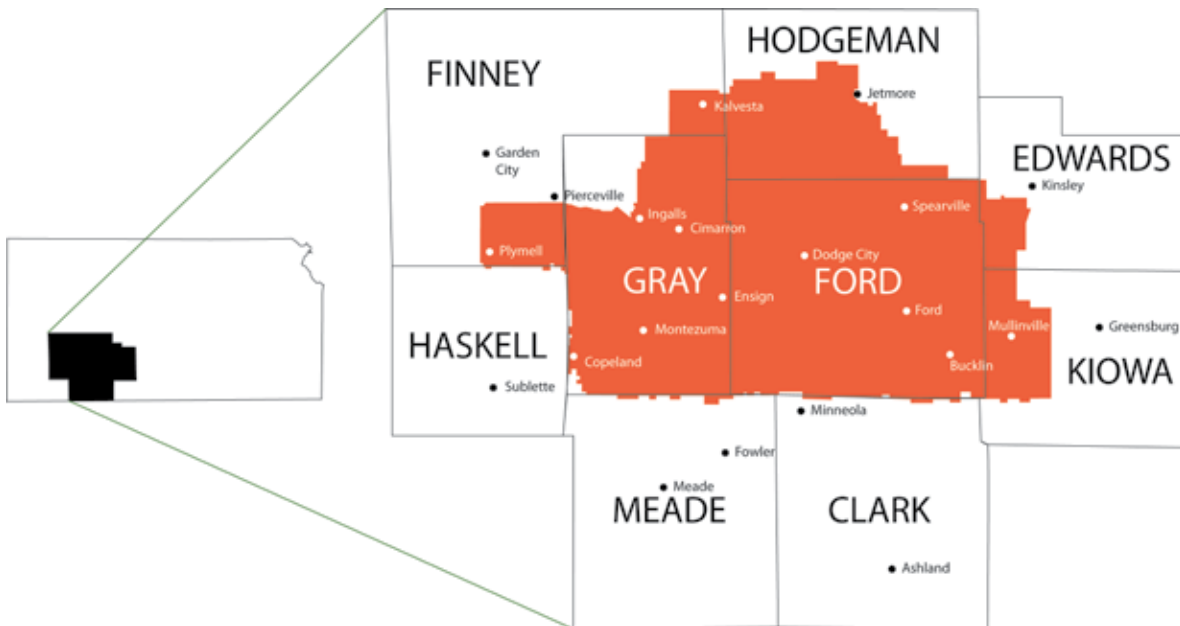 HODGEMAN
FINNEY
Jetmore
Kalvesta
EDWARDS
Garden
City
Kinsley
Pierceville
Spearville
Ingalls
Cimarron
Plymell
Dodge City
GRAY
FORD
Ensign
Ford
Mullinville
Greensburg
Montezuma
HASKELL
Copeland
Bucklin
KIOWA
Sublette
Minneola
Fowler
Meade
MEADE
CLARK
Ashland